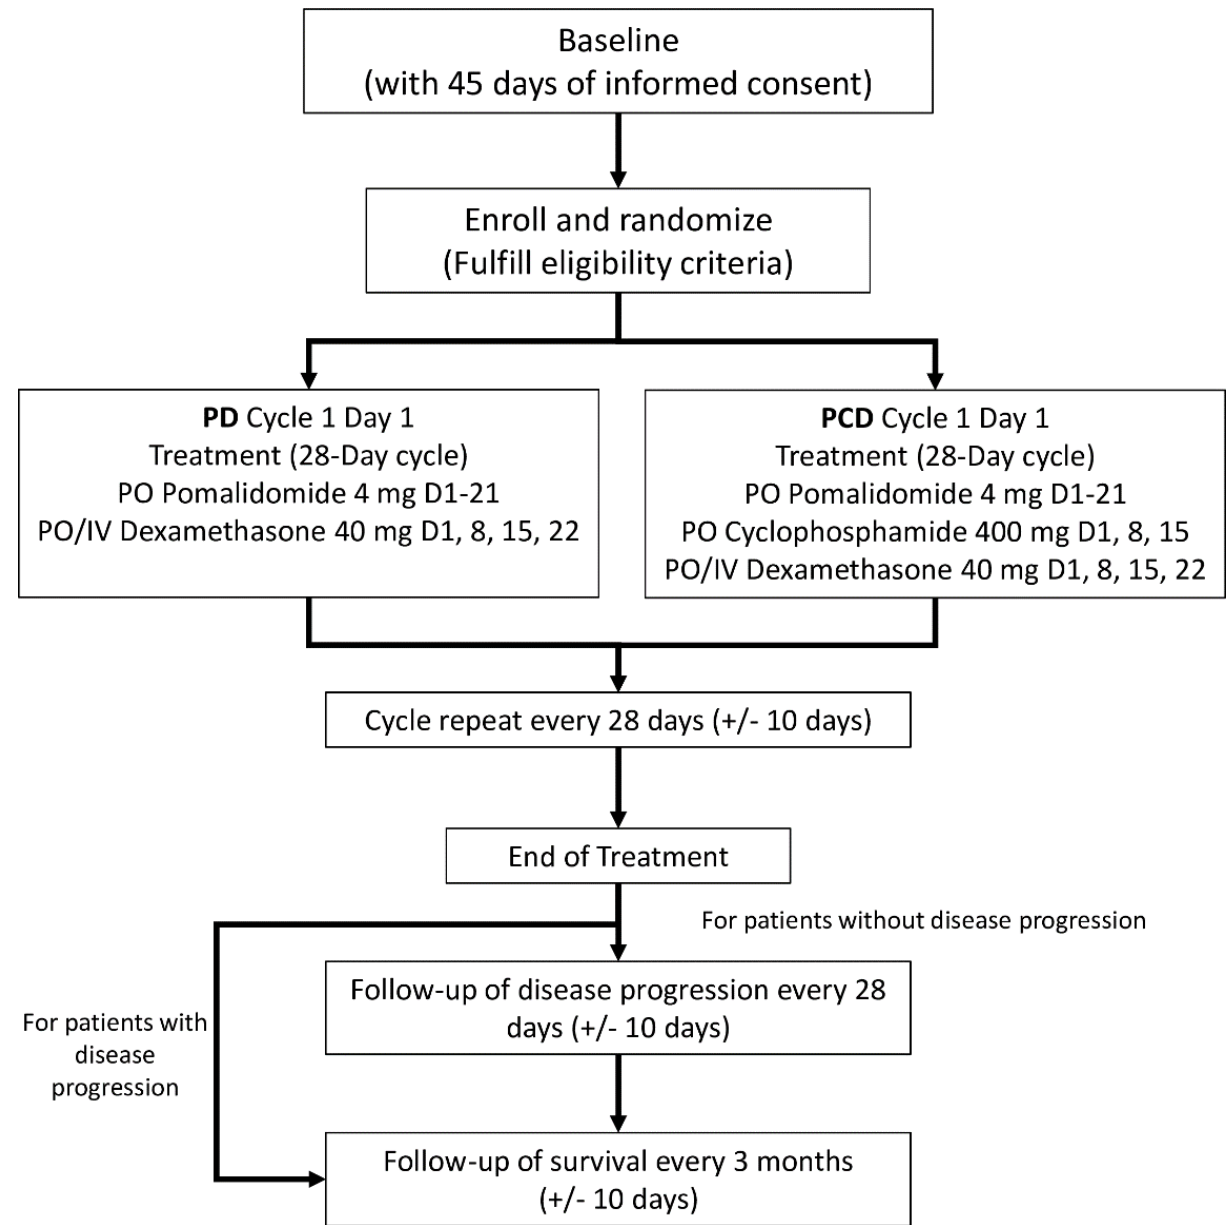 Baseline
(with 45 days of informed consent)
Enroll and randomize
(Fulfill eligibility criteria)
PD Cycle 1 Day 1
Treatment (28-Day cycle)
PO Pomalidomide 4 mg D1-21
PO/IV Dexamethasone 40 mg D1, 8, 15, 22
PCD Cycle 1 Day 1
Treatment (28-Day cycle)
PO Pomalidomide 4 mg D1-21
PO Cyclophosphamide 400 mg D1, 8, 15
PO/IV Dexamethasone 40 mg D1, 8, 15, 22
Cycle repeat every 28 days (+/- 10 days)
End of Treatment
For patients without disease progression
Follow-up of disease progression every 28
days (+/- 10 days)
For patients with
disease
progression
Follow-up of survival every 3 months
(+/- 10 days)